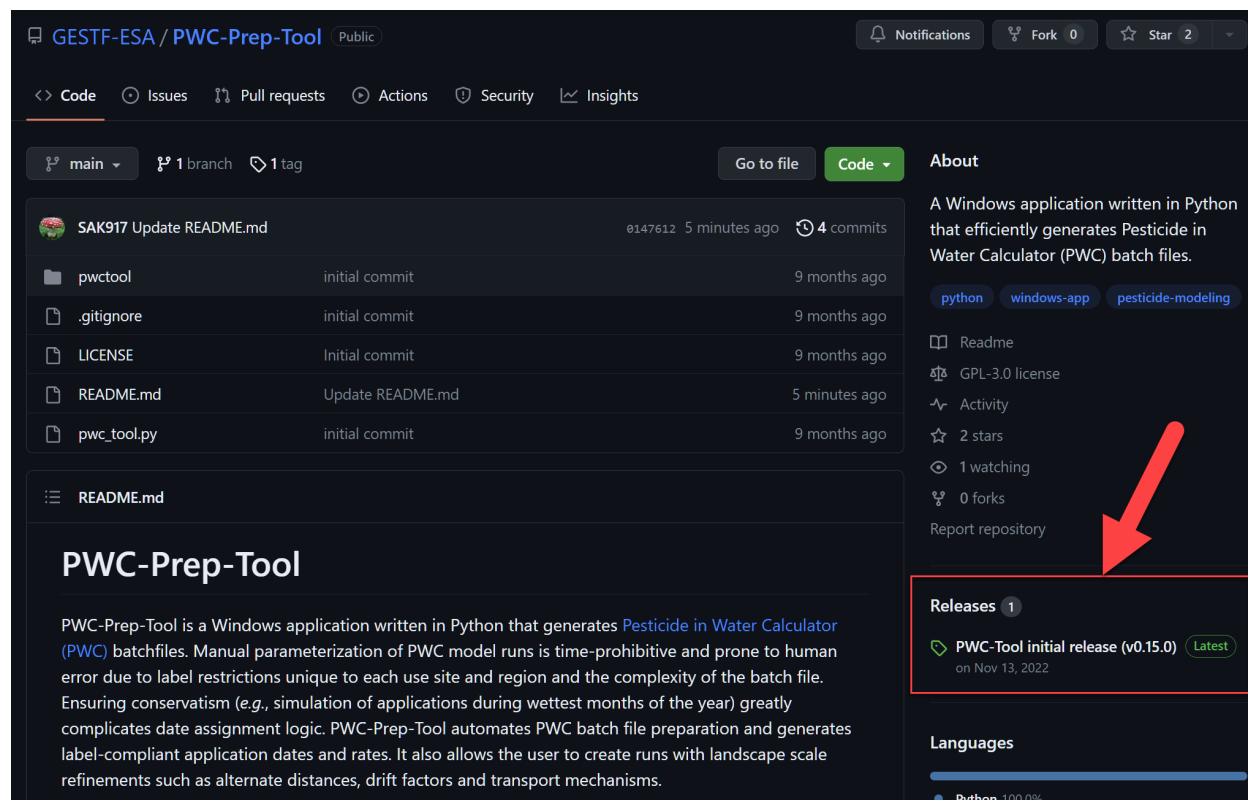 GESTF-ESA / PWC-Prep-Tool Public
Notifications Fork 0 Star 2
Code Issues Pull requests Actions Security Insights
main 1 branch 1 tag Go to file Code
SAK917 Update README.md 0147612 5 minutes ago 4 commits
pwctool initial commit 9 months ago
.gitignore initial commit 9 months ago
LICENSE Initial commit 9 months ago
README.md Update README.md 5 minutes ago
pwc_tool.py initial commit 9 months ago
README.md
PWC-Prep-Tool
PWC-Prep-Tool is a Windows application written in Python that generates Pesticide in Water Calculator
(PWC) batchfiles. Manual parameterization of PWC model runs is time-prohibitive and prone to human
error due to label restrictions unique to each use site and region and the complexity of the batch file.
Ensuring conservatism (e.g., simulation of applications during wettest months of the year) greatly
complicates date assignment logic. PWC-Prep-Tool automates PWC batch file preparation and generates
label-compliant application dates and rates. It also allows the user to create runs with landscape scale
refinements such as alternate distances, drift factors and transport mechanisms.
About
A Windows application written in Python
that efficiently generates Pesticide in
Water Calculator (PWC) batch files.
python windows-app pesticide-modeling
Readme
GPL-3.0 license
Activity
2 stars
1 watching
0 forks
Report repository
Releases 1
PWC-Tool initial release (v0.15.0) Latest
on Nov 13, 2022
Languages
Python 100.0%